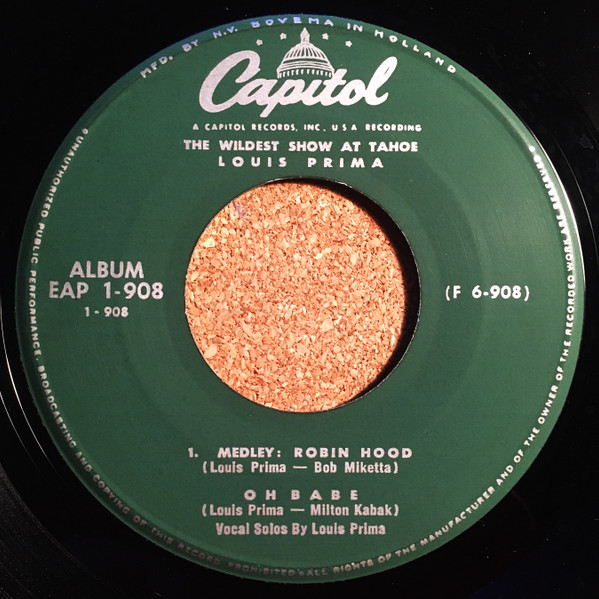 MFD. BY N.V. BOVEMA IN HOLLAND
Capitol
A CAPITOL RECORDS, INC. U S A RECORDING
THE WILDEST SHOW AT TAHOE
LOUIS PRIMA
ALBUM
EAP 1-908
1 - 908
(F 6-908)
1. MEDLEY: ROBIN HOOD
(Louis Prima — Bob Miketta)
OH BABE
(Louis Prima — Milton Kabak)
Vocal Solos By Louis Prima
UNAUTHORIZED PUBLIC PERFORMANCE. BROADCASTING AND COPYING OF THIS RECORD PROHIBITED ALL RIGHTS OF THE MANUFACTURER AND OF THE OWNER OF THE RECORDED WORK ARE RESERVED